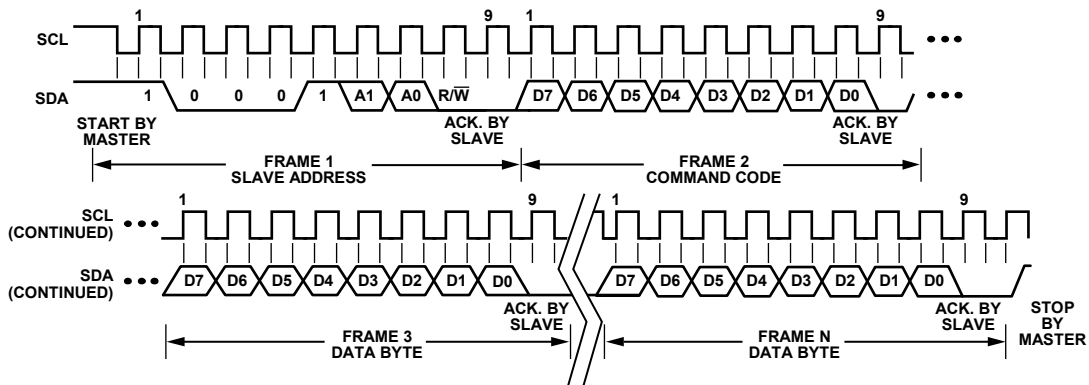 1 9 1 9
SCL
SDA 1 0 0 0 1 A1 A0 R/W̅ D7 D6 D5 D4 D3 D2 D1 D0
START BY MASTER
ACK. BY SLAVE
ACK. BY SLAVE
FRAME 1
SLAVE ADDRESS
FRAME 2
COMMAND CODE
1 9 1 9
SCL
(CONTINUED)
SDA
(CONTINUED)
D7 D6 D5 D4 D3 D2 D1 D0 D7 D6 D5 D4 D3 D2 D1 D0
ACK. BY SLAVE
ACK. BY SLAVE
STOP BY MASTER
FRAME 3
DATA BYTE
FRAME N
DATA BYTE